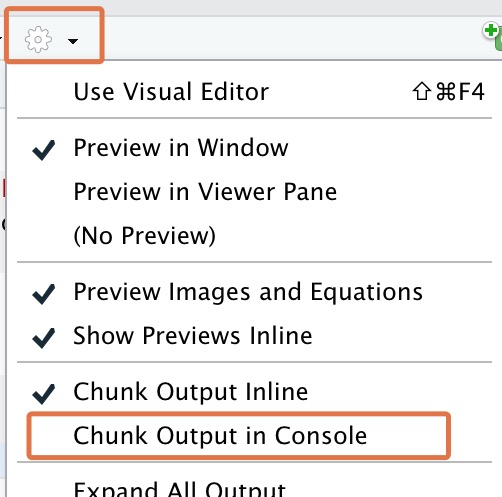 Use Visual Editor ⇧⌘F4
Preview in Window
Preview in Viewer Pane
(No Preview)
Preview Images and Equations
Show Previews Inline
Chunk Output Inline
Chunk Output in Console
Expand All Output